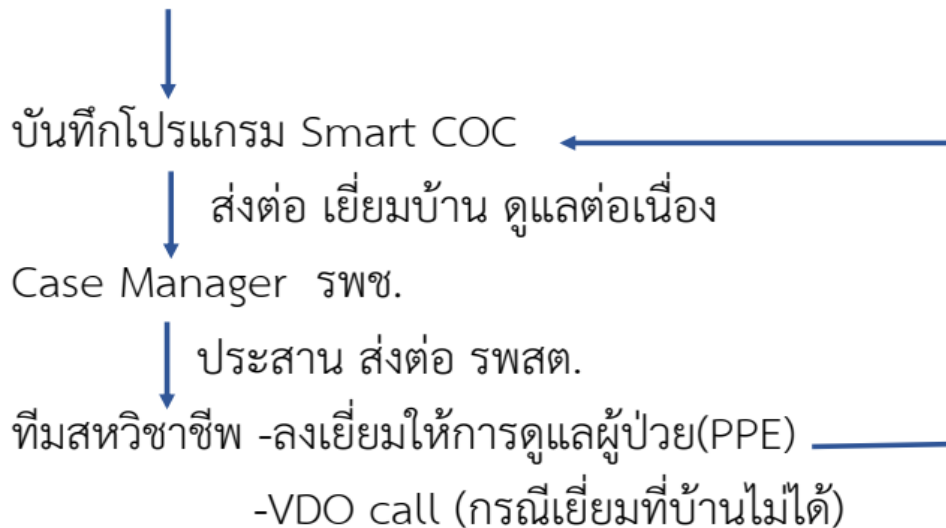 บันทึกโปรแกรม Smart COC
ส่งต่อ เยี่ยมบ้าน ดูแลต่อเนื่อง
Case Manager รพช.
ประสาน ส่งต่อ รพสต.
ทีมสหวิชาชีพ -ลงเยี่ยมให้การดูแลผู้ป่วย(PPE)
-VDO call (กรณีเยี่ยมที่บ้านไม่ได้)